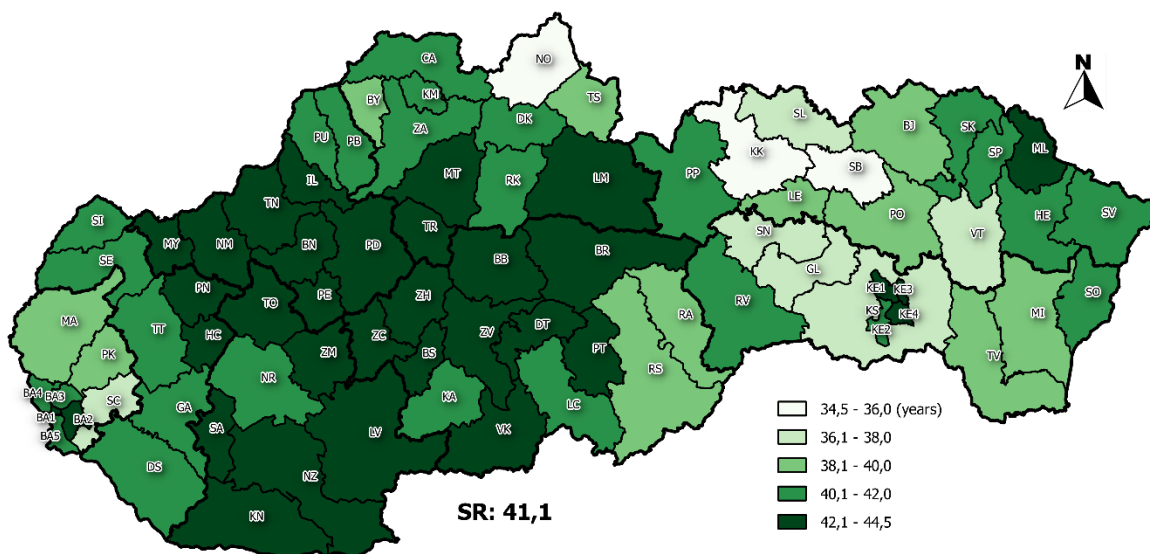 N
NO
CA
TS
BY
KM
SL
DK
BJ
SK
PU
PB
ZA
SP
ML
KK
SB
IL
MT
RK
LM
PP
LE
TN
PO
HE
SV
SI
MY
NM
BN
PD
TR
BB
BR
SN
VT
SE
GL
PN
TO
PE
ZH
RV
KE1
KE3
SO
MA
TT
HC
ZC
BS
ZV
DT
RA
KS
KE4
MI
PK
ZM
PT
KE2
NR
RS
TV
BA4
BA3
SC
GA
KA
LC
BA1
BA2
BA5
SA
LV
VK
DS
NZ
KN
SR: 41,1
34,5 - 36,0 (years)
36,1 - 38,0
38,1 - 40,0
40,1 - 42,0
42,1 - 44,5